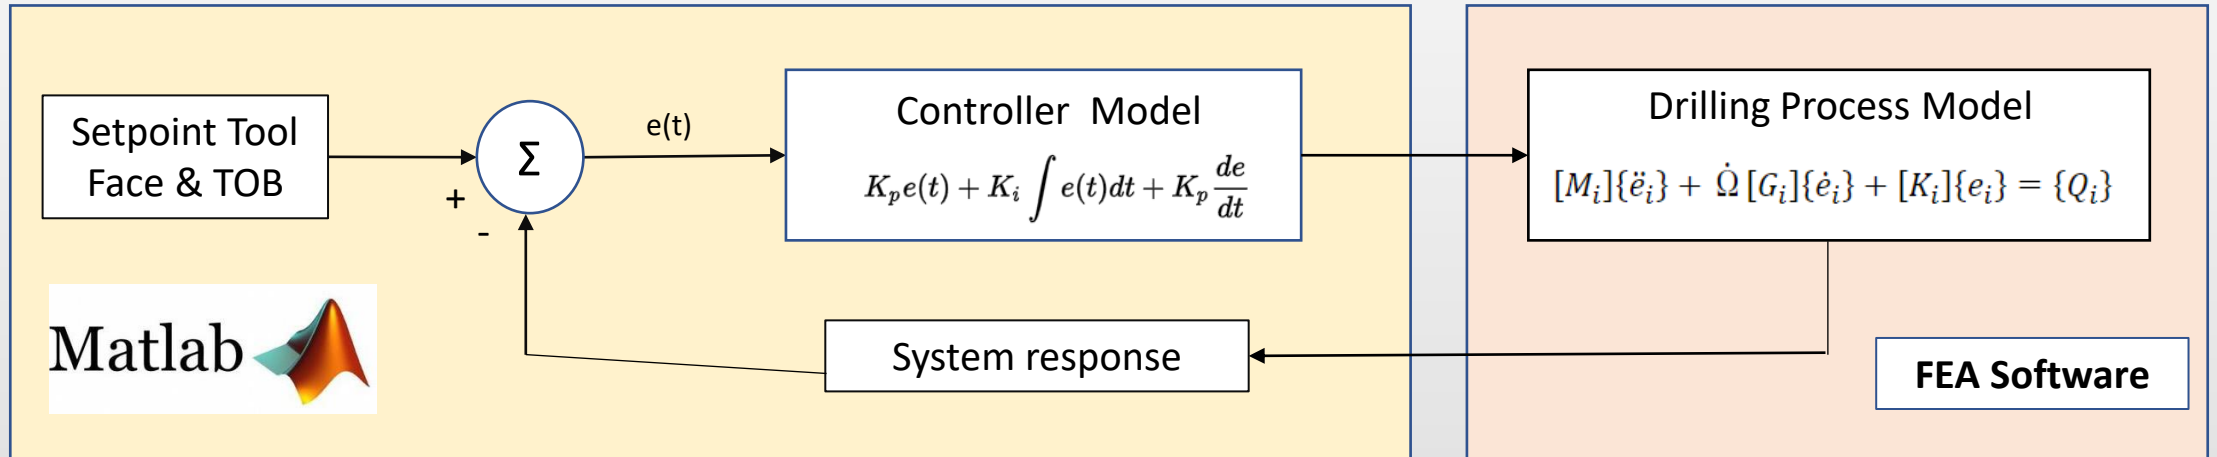 Setpoint Tool
Face & TOB
+
-
Σ
e(t)
Controller Model
K_p e(t) + K_i ∫ e(t)dt + K_p de/dt
Drilling Process Model
[M_i]{ë_i} + Ω̇ [G_i]{ė_i} + [K_i]{e_i} = {Q_i}
System response
Matlab
FEA Software